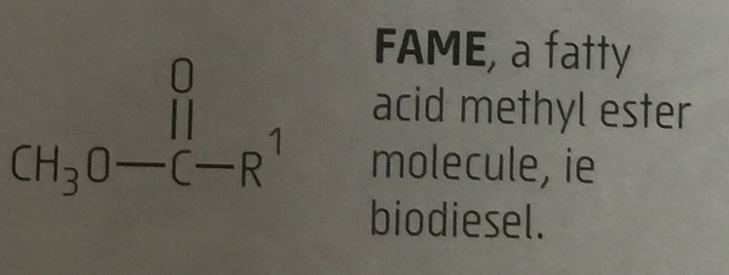 O
CH3O—C—R1
FAME, a fatty
acid methyl ester
molecule, ie
biodiesel.